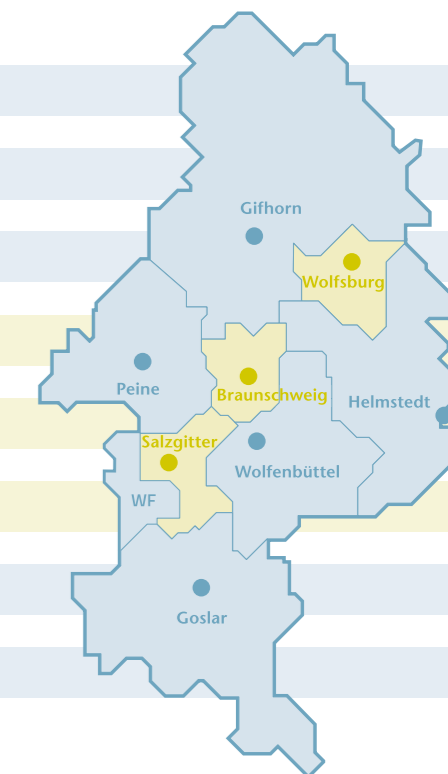 Gifhorn
Wolfsburg
Peine
Braunschweig
Helmstedt
Salzgitter
Wolfenbüttel
WF
Goslar